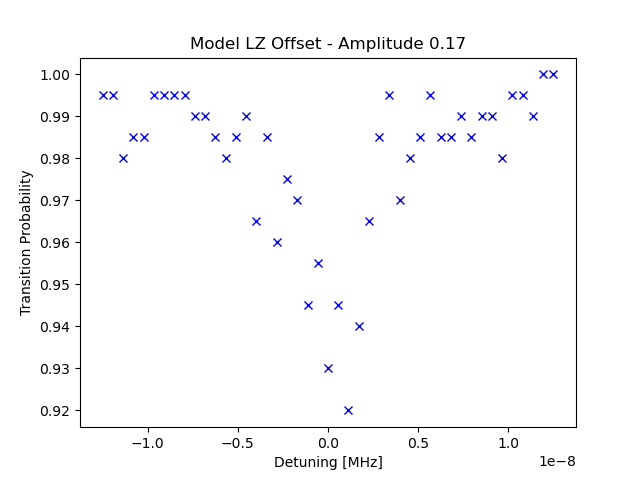 Model LZ Offset - Amplitude 0.17
Transition Probability
1.00
0.99
0.98
0.97
0.96
0.95
0.94
0.93
0.92
−1.0 −0.5 0.0 0.5 1.0
1e−8
Detuning [MHz]